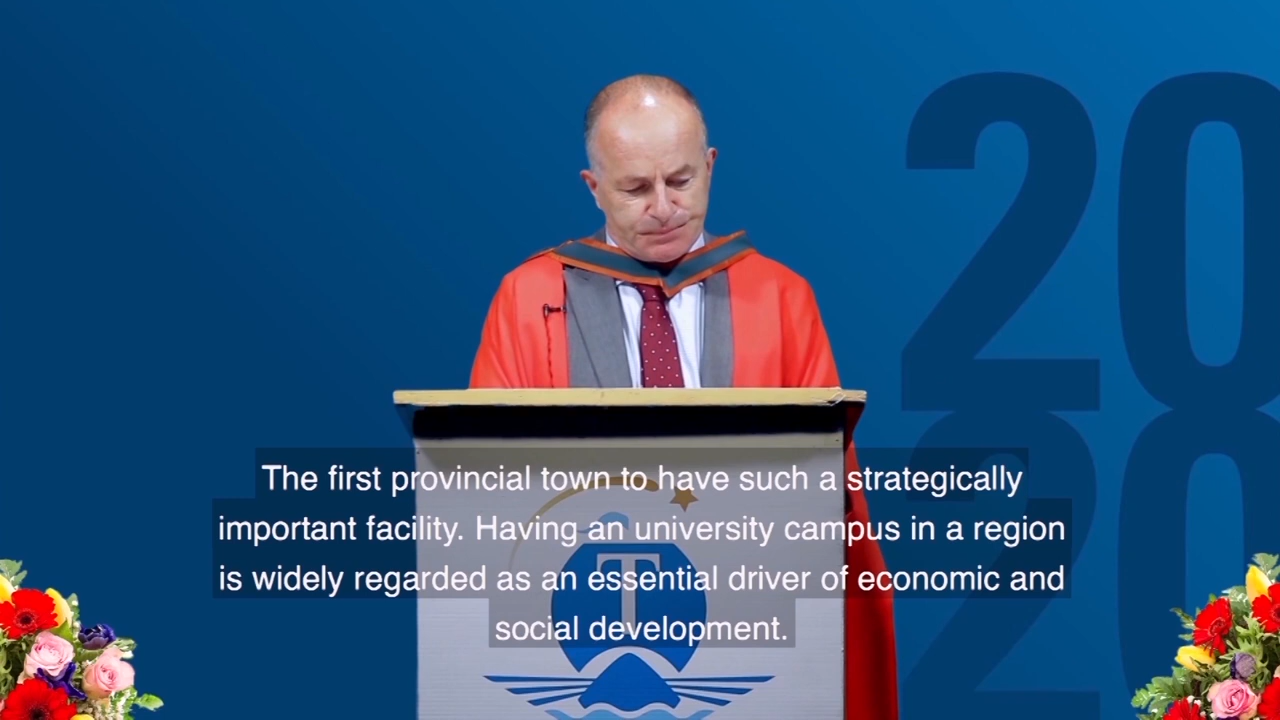 20
The first provincial town to have such a strategically
important facility. Having an university campus in a region
is widely regarded as an essential driver of economic and
social development.
20
T